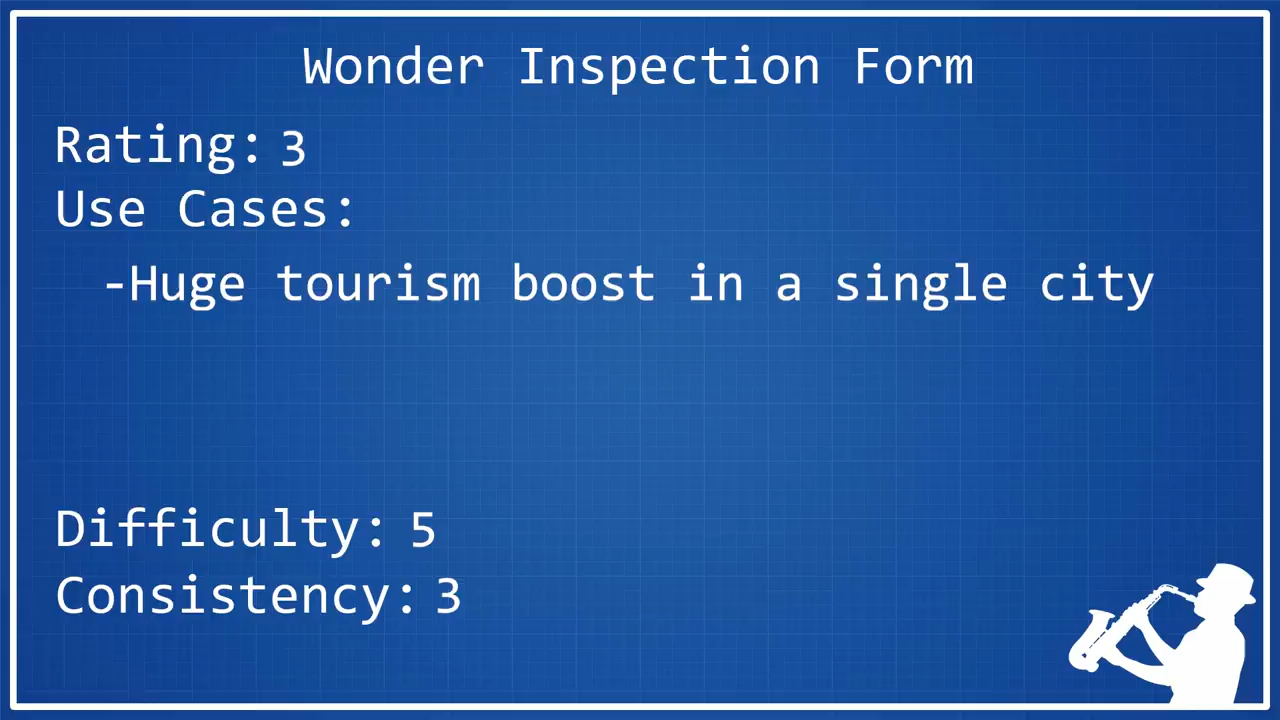 Wonder Inspection Form
Rating: 3
Use Cases:
-Huge tourism boost in a single city
Difficulty: 5
Consistency: 3